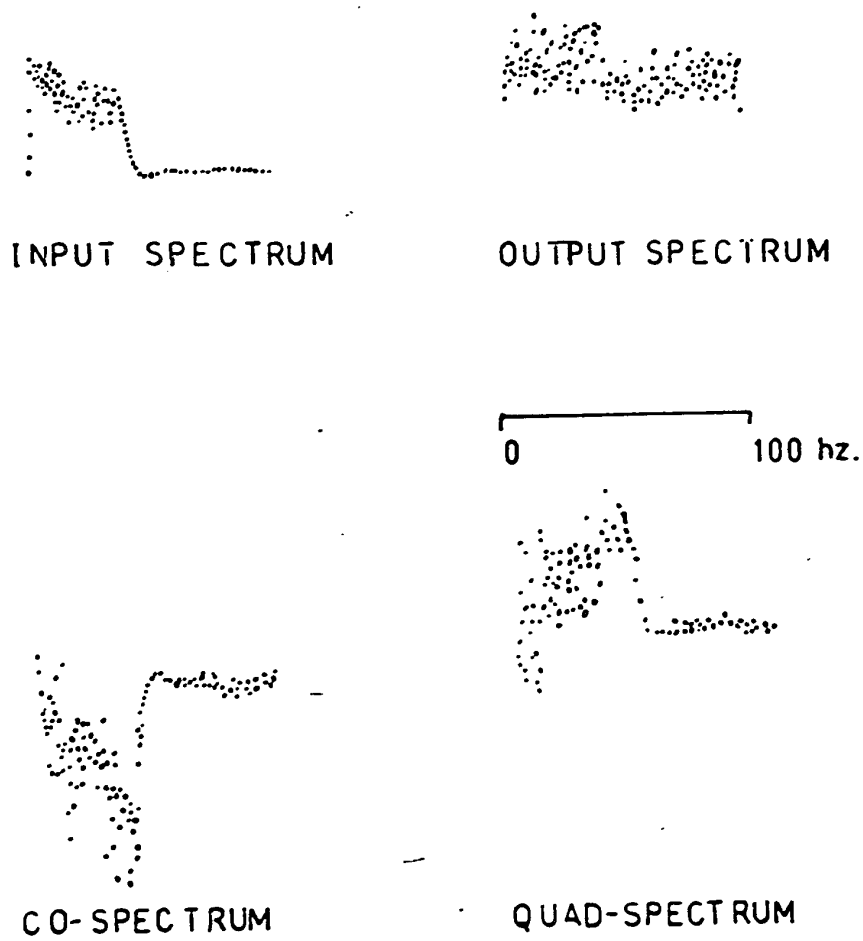 INPUT SPECTRUM
OUTPUT SPECTRUM
0 100 hz.
CO-SPECTRUM
QUAD-SPECTRUM